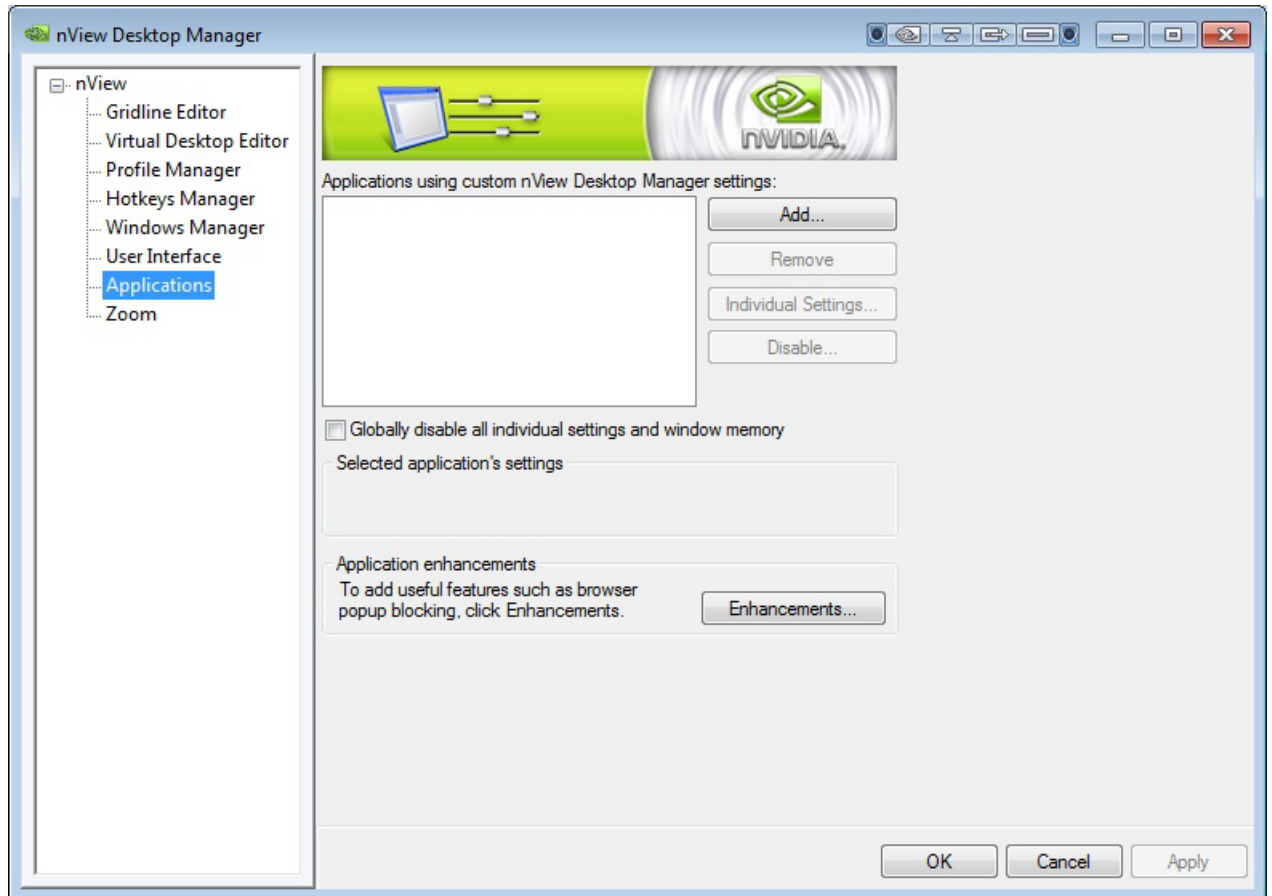 nView Desktop Manager
nView
Gridline Editor
Virtual Desktop Editor
Profile Manager
Hotkeys Manager
Windows Manager
User Interface
Applications
Zoom
nVIDIA.
Applications using custom nView Desktop Manager settings:
Add...
Remove
Individual Settings...
Disable...
Globally disable all individual settings and window memory
Selected application's settings
Application enhancements
To add useful features such as browser
popup blocking, click Enhancements.
Enhancements...
OK
Cancel
Apply